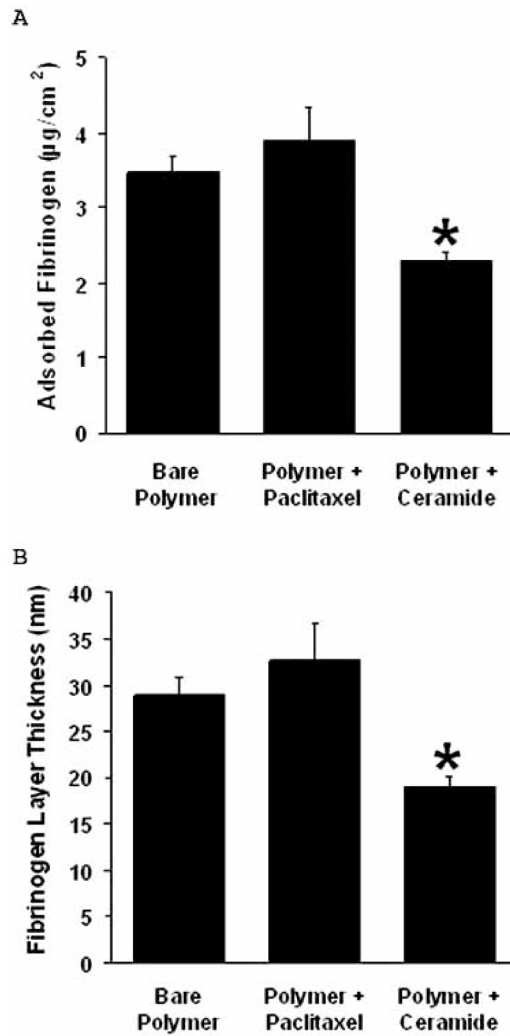 A
Adsorbed Fibrinogen (µg/cm²)
5
4
3
2
1
0
*
Bare
Polymer
Polymer +
Paclitaxel
Polymer +
Ceramide
B
Fibrinogen Layer Thickness (nm)
40
35
30
25
20
15
10
5
0
*
Bare
Polymer
Polymer +
Paclitaxel
Polymer +
Ceramide